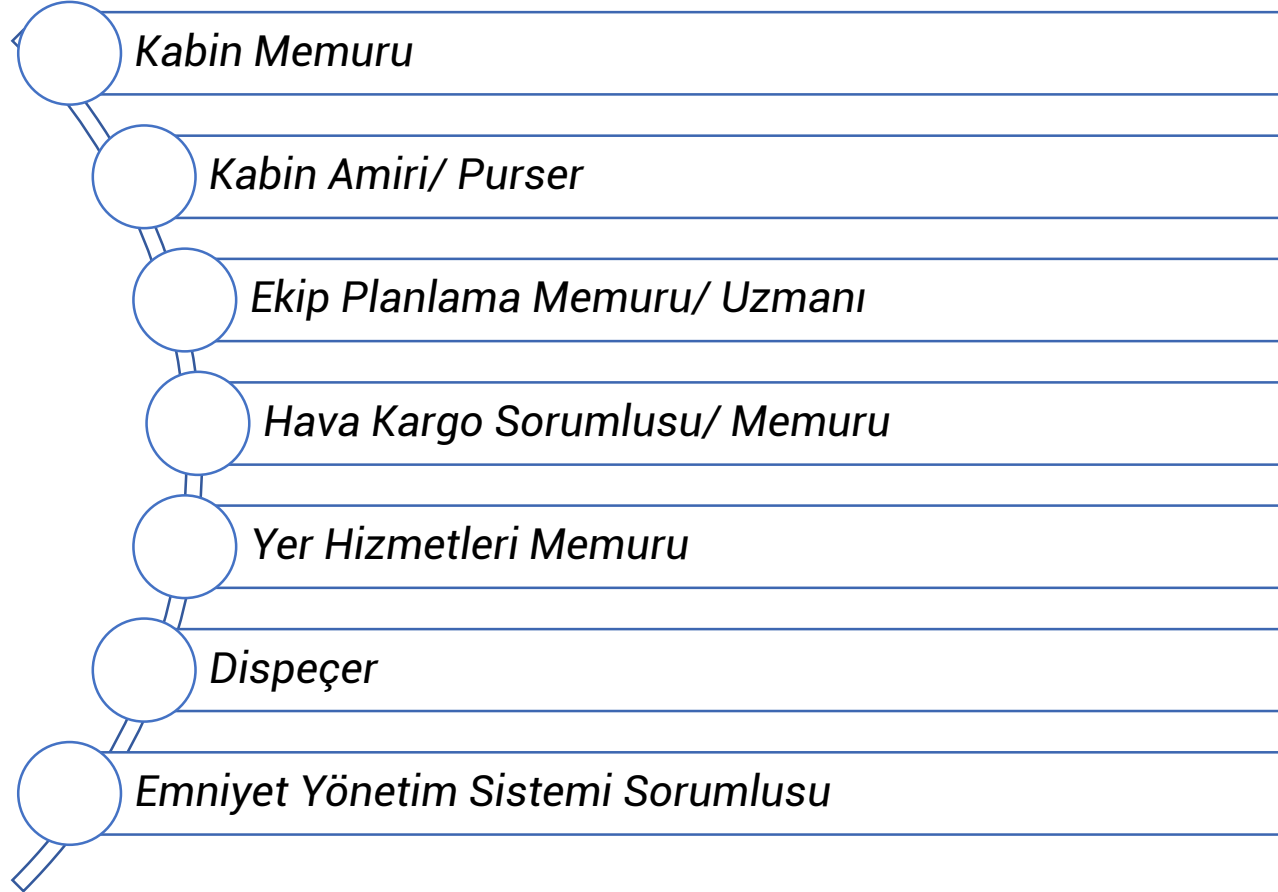 Kabin Memuru
Kabin Amiri/ Purser
Ekip Planlama Memuru/ Uzmanı
Hava Kargo Sorumlusu/ Memuru
Yer Hizmetleri Memuru
Dispeçer
Emniyet Yönetim Sistemi Sorumlusu